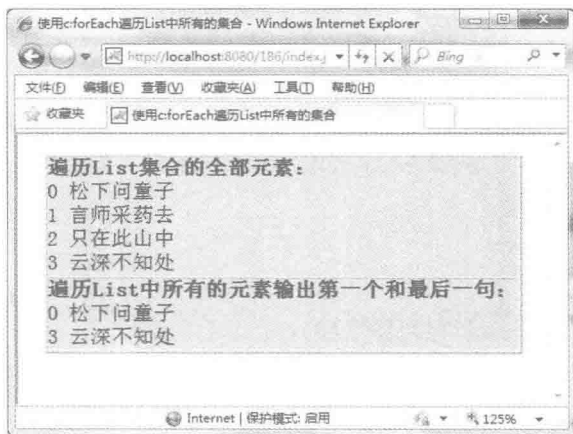 使用c:forEach遍历List中所有的集合 - Windows Internet Explorer
http://localhost:8080/186/index.j
Bing
文件(F) 编辑(E) 查看(V) 收藏夹(A) 工具(T) 帮助(H)
收藏夹 使用c:forEach遍历List中所有的集合
遍历List集合的全部元素：
0 松下问童子
1 言师采药去
2 只在此山中
3 云深不知处
遍历List中所有的元素输出第一个和最后一句：
0 松下问童子
3 云深不知处
Internet | 保护模式: 启用
125%